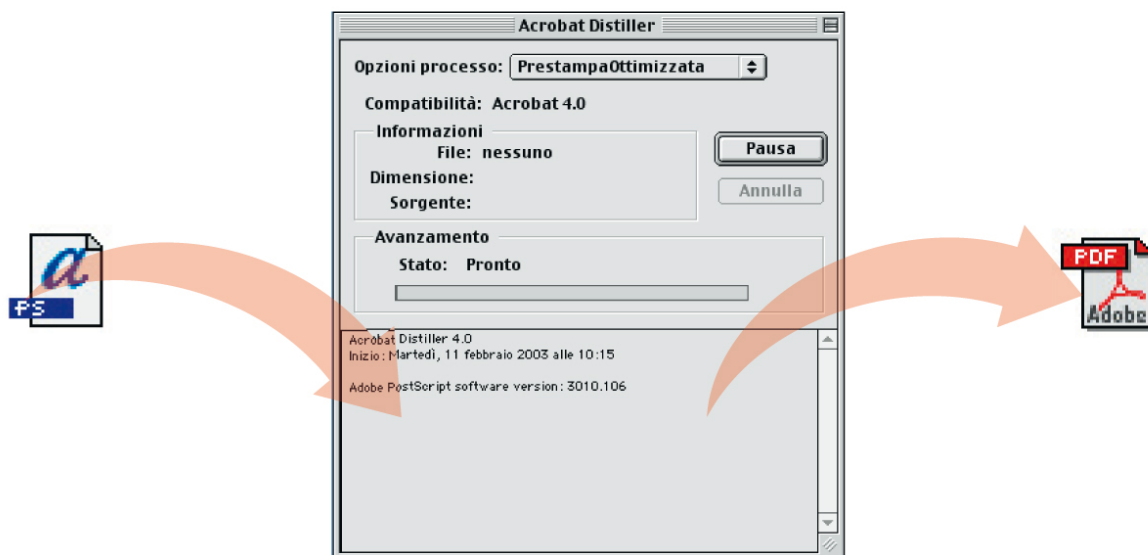 Acrobat Distiller
Opzioni processo: PrestampaOttimizzata
Compatibilità: Acrobat 4.0
Informazioni
File: nessuno
Dimensione:
Sorgente:
Pausa
Annulla
Avanzamento
Stato: Pronto
Acrobat Distiller 4.0
Inizio: Martedì, 11 febbraio 2003 alle 10:15
Adobe PostScript software version: 3010.106
a
PS
PDF
Adobe